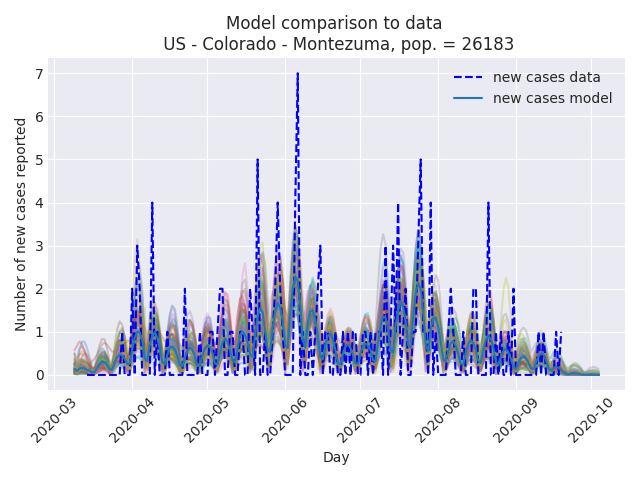 Model comparison to data
US - Colorado - Montezuma, pop. = 26183
new cases data
new cases model
Number of new cases reported
7
6
5
4
3
2
1
0
2020-03
2020-04
2020-05
2020-06
2020-07
2020-08
2020-09
2020-10
Day